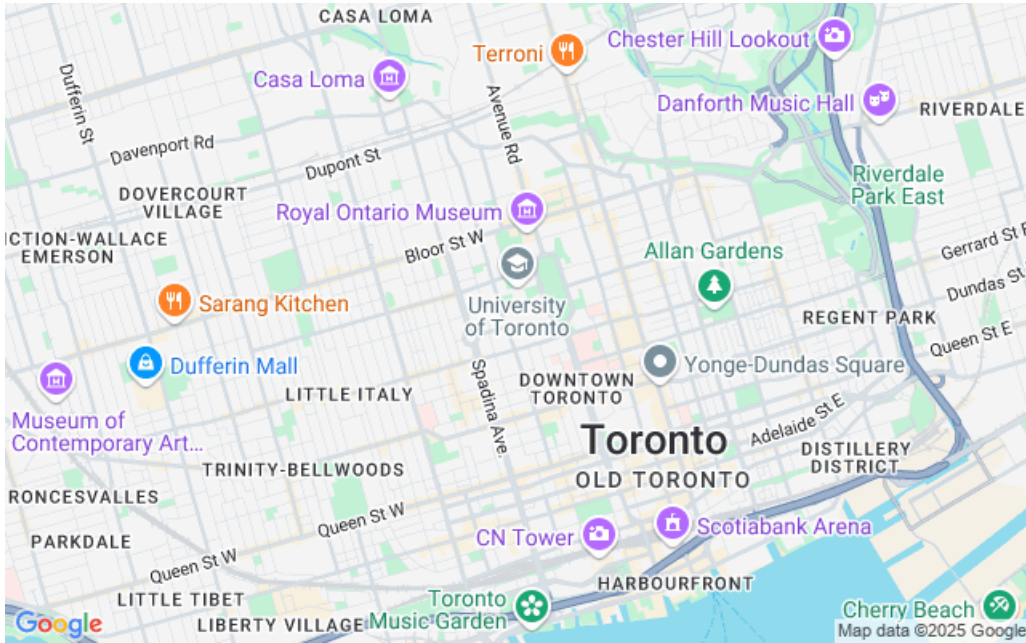 CASA LOMA
Terroni
Chester Hill Lookout
Casa Loma
Dufferin St
Avenue Rd
Danforth Music Hall
RIVERDALE
Davenport Rd
Dupont St
DOVERCOURT
VILLAGE
Riverdale
Park East
Royal Ontario Museum
UCTION-WALLACE
EMERSON
Bloor St W
Allan Gardens
Gerrard St E
Sarang Kitchen
University
of Toronto
Dundas St E
REGENT PARK
Queen St E
Dufferin Mall
Yonge-Dundas Square
LITTLE ITALY
Spadina Ave.
DOWNTOWN
TORONTO
Museum of
Contemporary Art...
Toronto
Adelaide St E
DISTILLERY
DISTRICT
TRINITY-BELLWOODS
OLD TORONTO
RONCESVALLES
Queen St W
CN Tower
Scotiabank Arena
PARKDALE
Queen St W
HARBOURFRONT
LITTLE TIBET
Toronto
Music Garden
Cherry Beach
Google
LIBERTY VILLAGE
Map data ©2025 Google